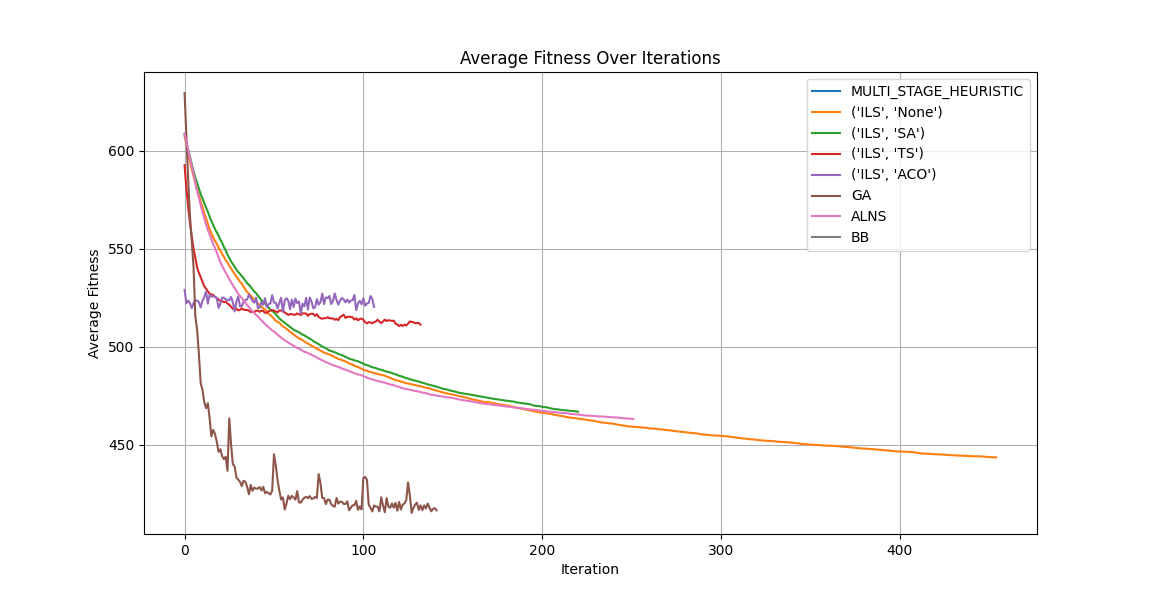 Average Fitness Over Iterations
Average Fitness
600
550
500
450
0
100
200
300
400
Iteration
MULTI_STAGE_HEURISTIC
('ILS', 'None')
('ILS', 'SA')
('ILS', 'TS')
('ILS', 'ACO')
GA
ALNS
BB